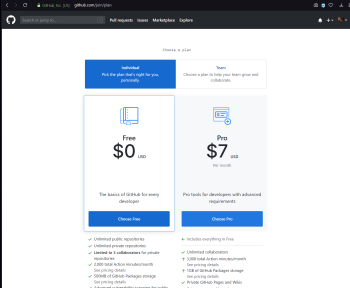 GitHub, Inc. (US)
github.com/join/plan
Search or jump to...
Pull requests Issues Marketplace Explore
Choose a plan
Individual
Pick the plan that's right for you,
personally.
Team
Choose a plan to help your team grow and
collaborate.
Free
$0 USD
The basics of GitHub for every
developer
Choose Free
Unlimited public repositories
Unlimited private repositories
Limited to 3 collaborators for private
repositories
2,000 total Action minutes/month
See pricing details
500MB of GitHub Packages storage
See pricing details
Pro
$7 USD
Per month
Pro tools for developers with advanced
requirements
Choose Pro
Includes everything in Free
Unlimited collaborators
3,000 total Action minutes/month
See pricing details
1GB of GitHub Packages storage
See pricing details
Private GitHub Pages and Wikis